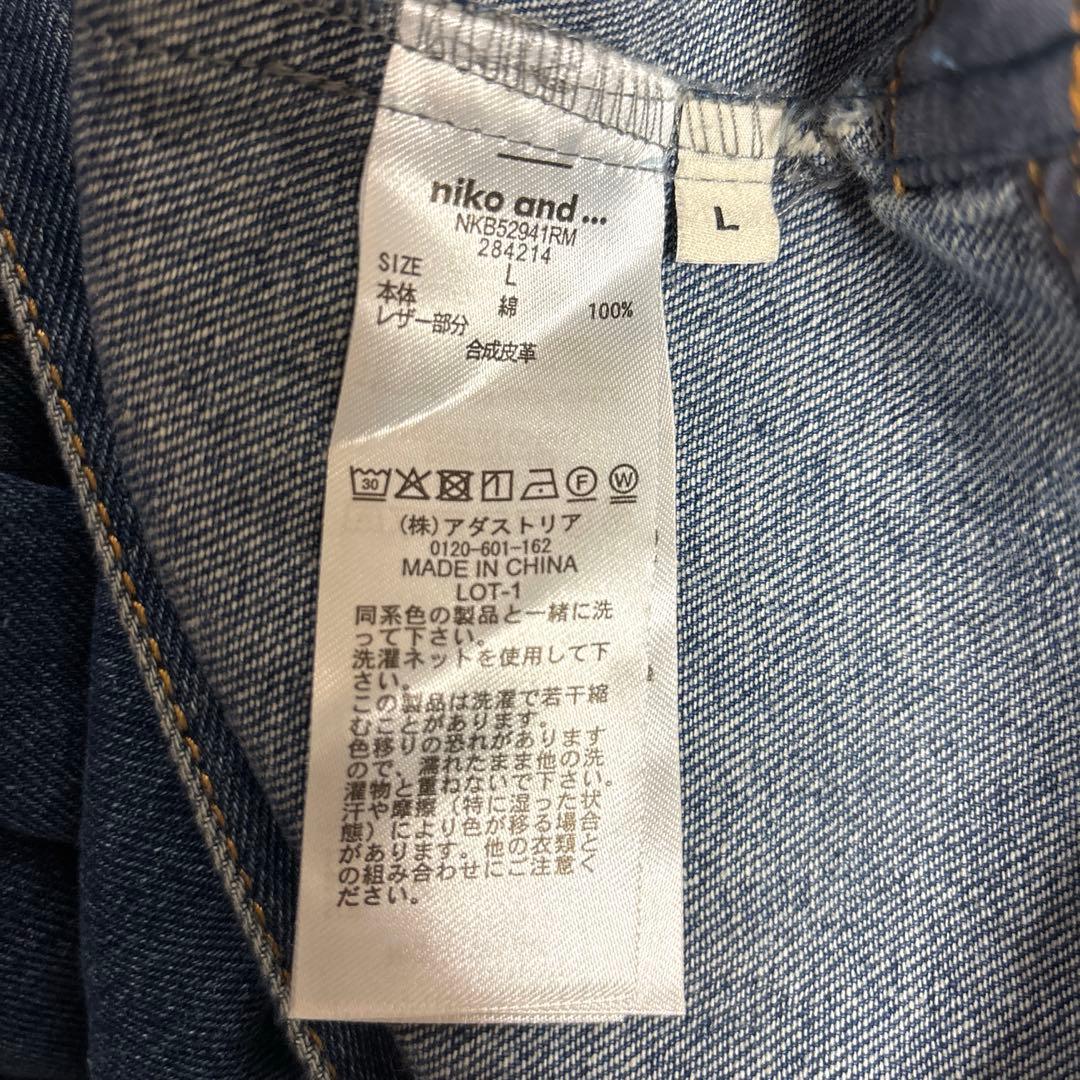 niko and...
NKB52941RM
284214
SIZE L
本体 綿 100%
レザー部分
合成皮革
30 F W
(株)アダストリア
0120-601-162
MADE IN CHINA
LOT-1
同系色の製品と一緒に洗
って下さい。
洗濯ネットを使用して下
さい。
この製品は洗濯で若干縮
むことがあります。
色移りの恐れがあります
ので、濡れたまま他の洗
濯物と重ねないで下さい。
汗や摩擦(特に湿った状
態)により色が移る場合
があります。他の衣類と
の組み合わせにご注意く
ださい。
L